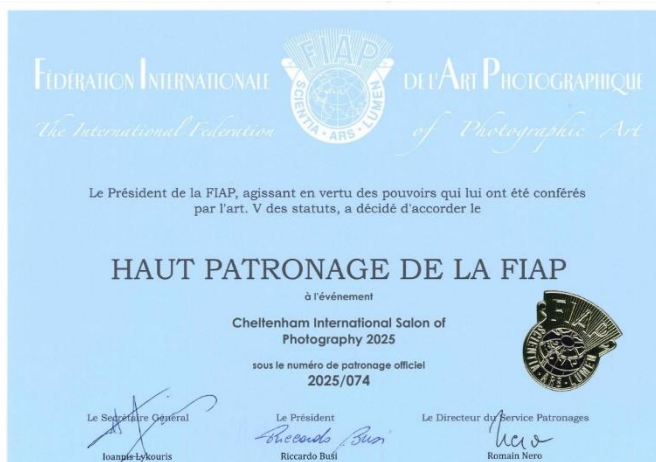 FÉDÉRATION INTERNATIONALE DE L'ART PHOTOGRAPHIQUE
FIAP
SCIENTIA · ARS · LUMEN
The International Federation of Photographic Art
Le Président de la FIAP, agissant en vertu des pouvoirs qui lui ont été conférés
par l'art. V des statuts, a décidé d'accorder le
HAUT PATRONAGE DE LA FIAP
à l'événement
Cheltenham International Salon of
Photography 2025
sous le numéro de patronage officiel
2025/074
FIAP
SCIENTIA · ARS · LUMEN
Le Secrétaire Général Le Président Le Directeur du Service Patronages
Riccardo Busi Nero
Ioannis Lykouris Riccardo Busi Romain Nero